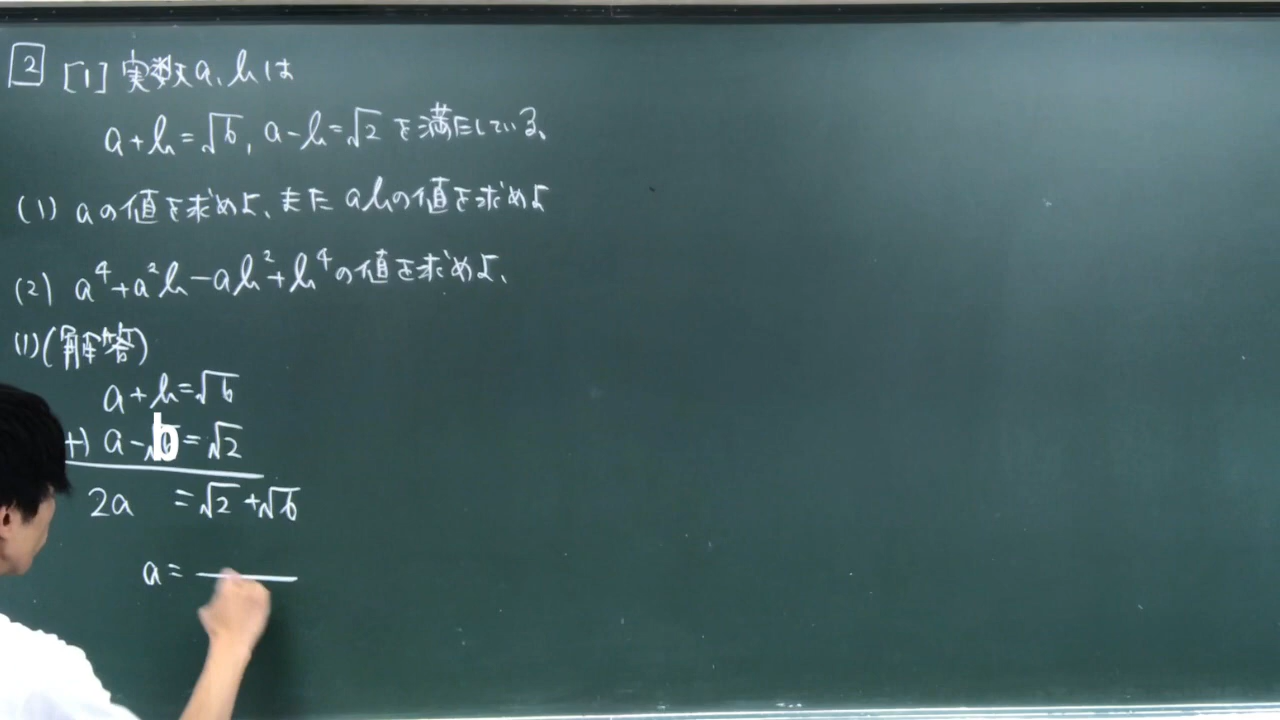 2 [1] 実数a、bは
a+b=√6, a-b=√2を満たしている、
(1) aの値を求めよ、また abの値を求めよ
(2) a⁴+a²b-ab²+b⁴の値を求めよ、
(1)(解答)
a+b=√6
+) a-b=√2
2a =√2+√6
a=